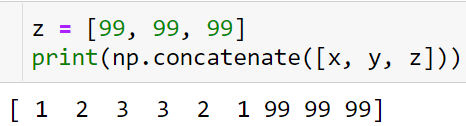 z = [99, 99, 99]
print(np.concatenate([x, y, z]))
[ 1  2  3  3  2  1 99 99 99]